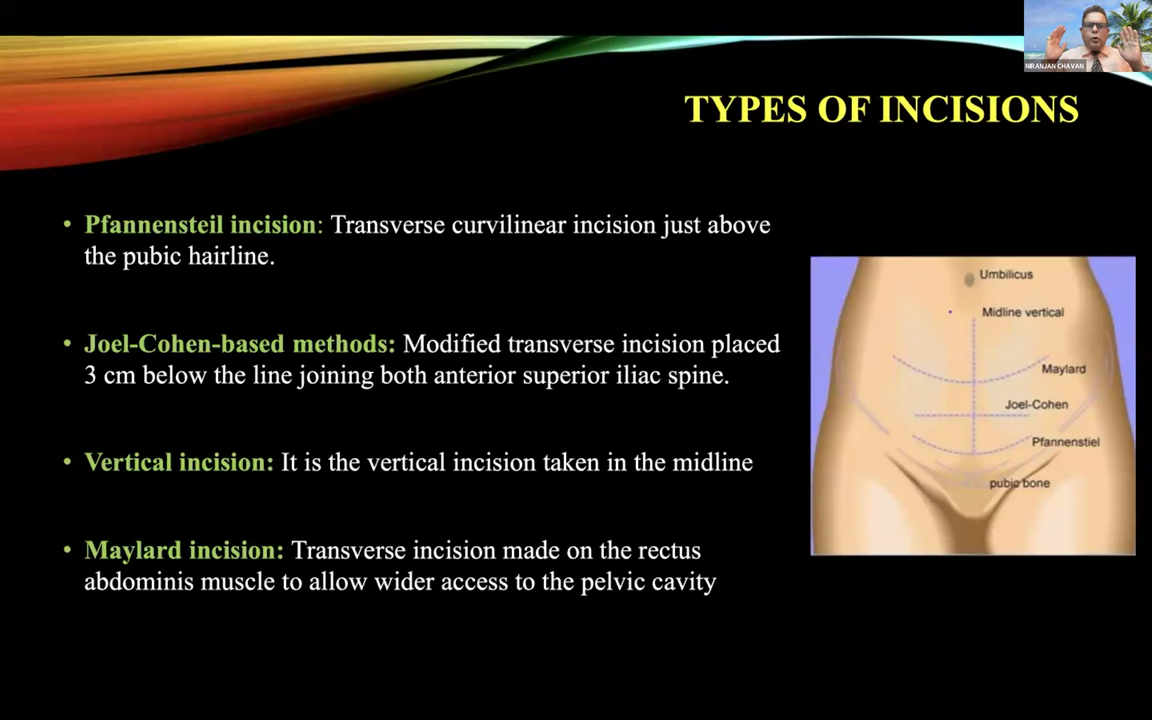 NIRANJAN CHAVAN
TYPES OF INCISIONS
• Pfannensteil incision: Transverse curvilinear incision just above
the pubic hairline.
• Joel-Cohen-based methods: Modified transverse incision placed
3 cm below the line joining both anterior superior iliac spine.
• Vertical incision: It is the vertical incision taken in the midline
• Maylard incision: Transverse incision made on the rectus
abdominis muscle to allow wider access to the pelvic cavity
Umbilicus
Midline vertical
Maylard
Joel-Cohen
Pfannenstiel
pubic bone